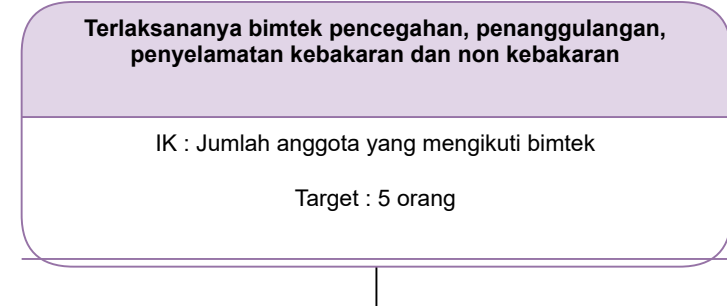 Terlaksananya bimtek pencegahan, penanggulangan,
penyelamatan kebakaran dan non kebakaran
IK : Jumlah anggota yang mengikuti bimtek
Target : 5 orang